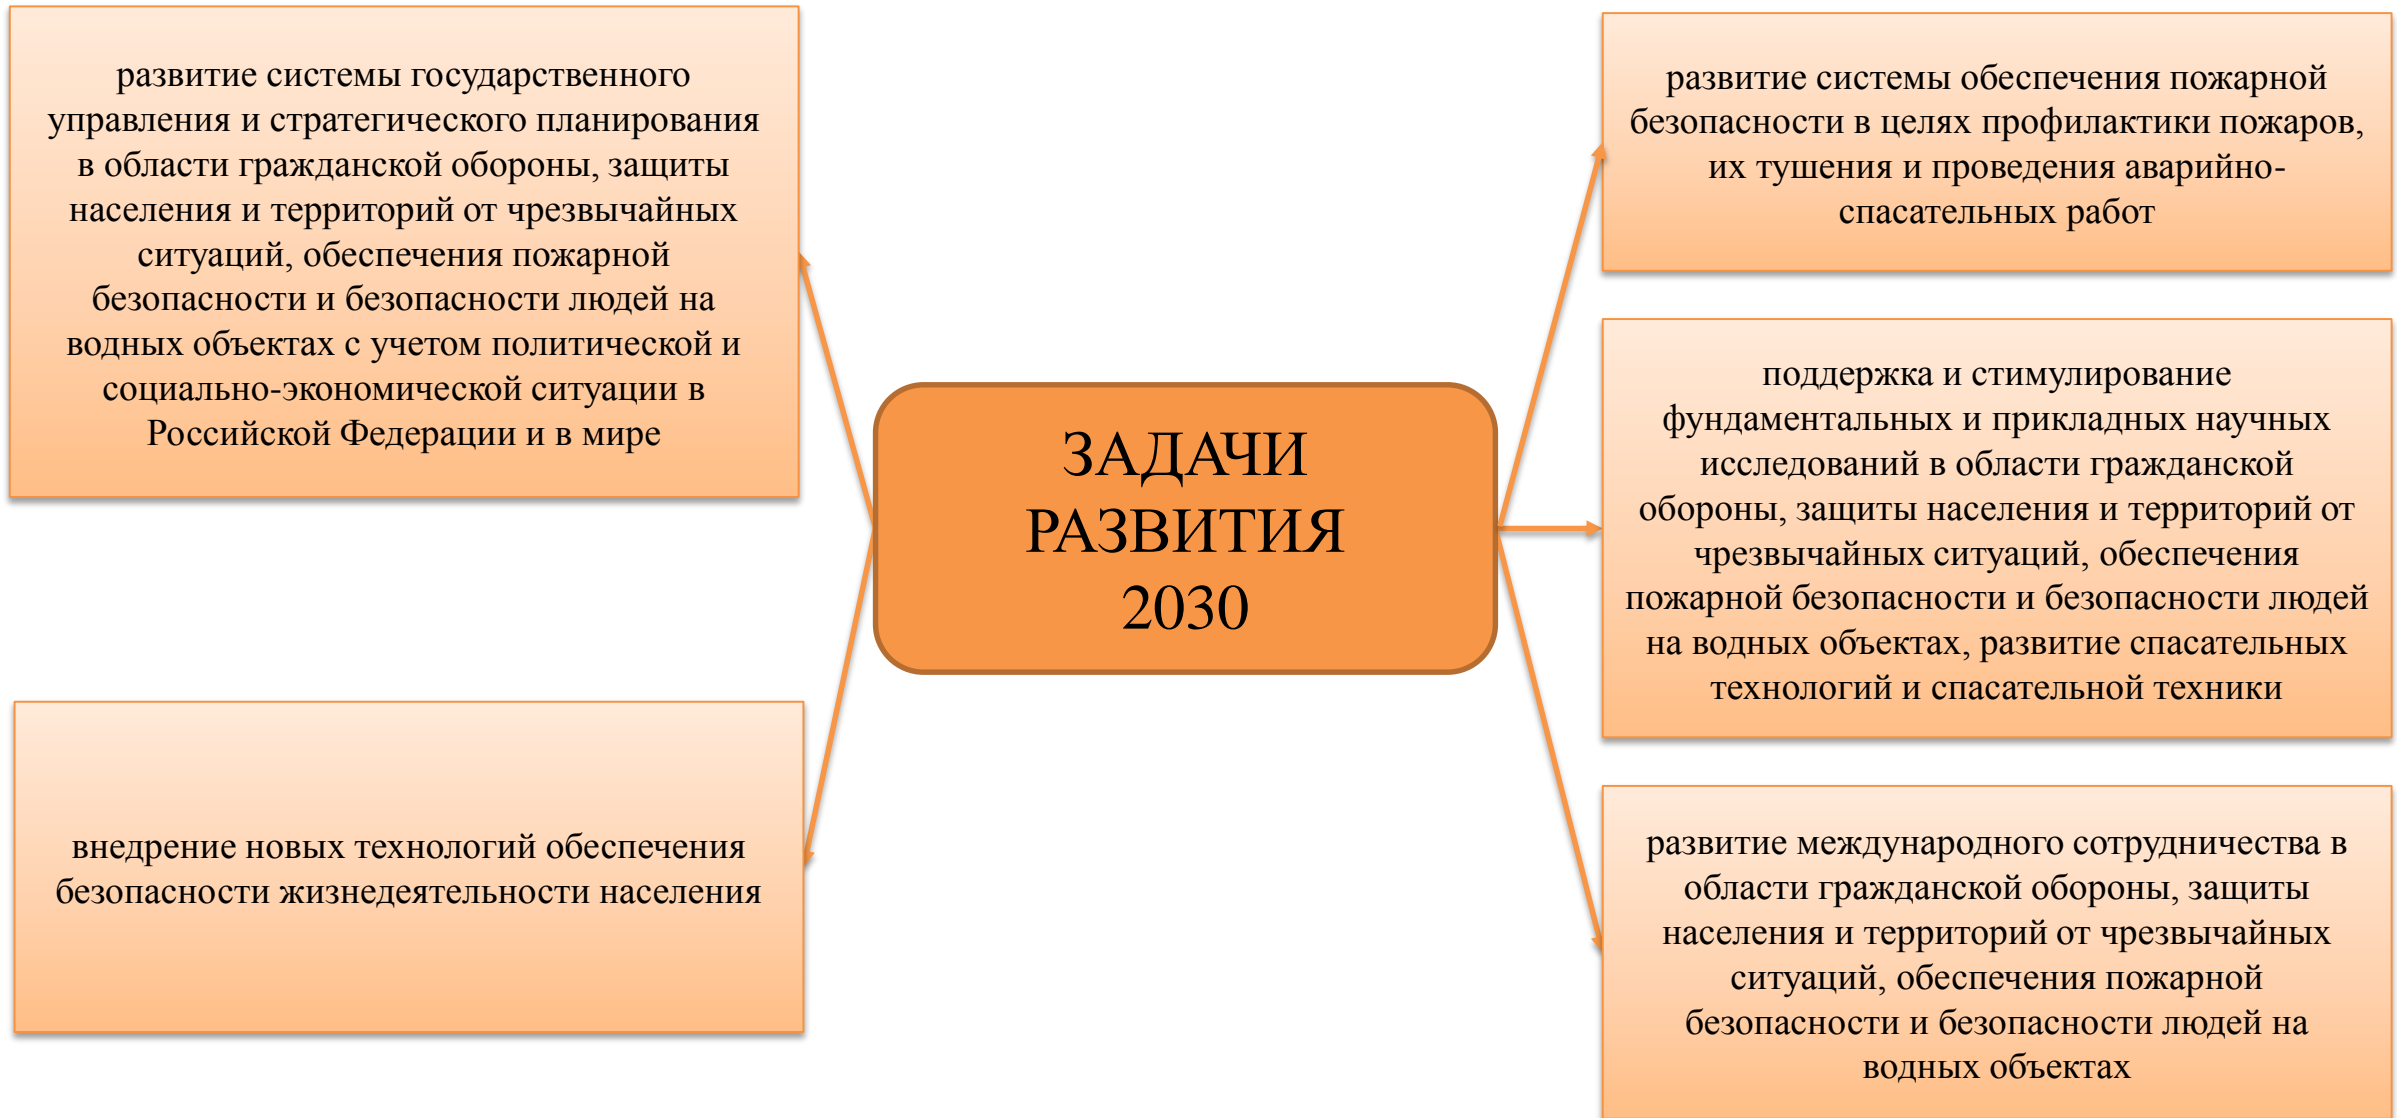 развитие системы государственного
управления и стратегического планирования
в области гражданской обороны, защиты
населения и территорий от чрезвычайных
ситуаций, обеспечения пожарной
безопасности и безопасности людей на
водных объектах с учетом политической и
социально-экономической ситуации в
Российской Федерации и в мире
внедрение новых технологий обеспечения
безопасности жизнедеятельности населения
ЗАДАЧИ
РАЗВИТИЯ
2030
развитие системы обеспечения пожарной
безопасности в целях профилактики пожаров,
их тушения и проведения аварийно-
спасательных работ
поддержка и стимулирование
фундаментальных и прикладных научных
исследований в области гражданской
обороны, защиты населения и территорий от
чрезвычайных ситуаций, обеспечения
пожарной безопасности и безопасности людей
на водных объектах, развитие спасательных
технологий и спасательной техники
развитие международного сотрудничества в
области гражданской обороны, защиты
населения и территорий от чрезвычайных
ситуаций, обеспечения пожарной
безопасности и безопасности людей на
водных объектах